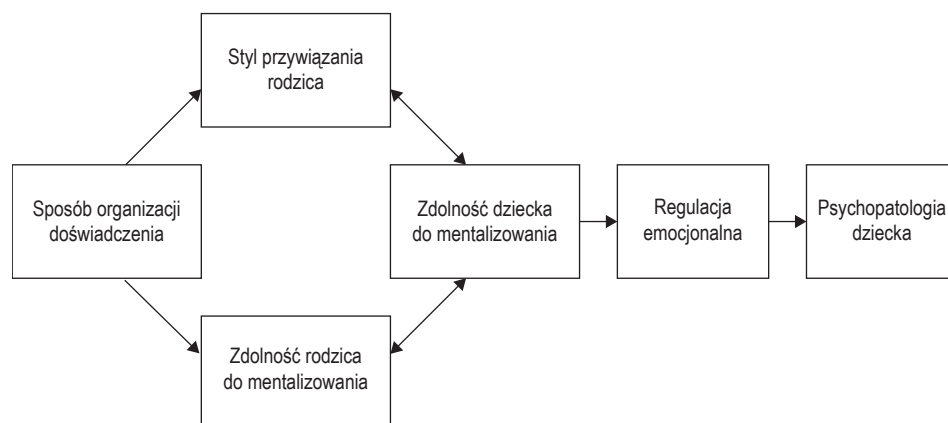 Styl przywiązania
rodzica
Sposób organizacji
doświadczenia
Zdolność dziecka
do mentalizowania
Regulacja
emocjonalna
Psychopatologia
dziecka
Zdolność rodzica
do mentalizowania